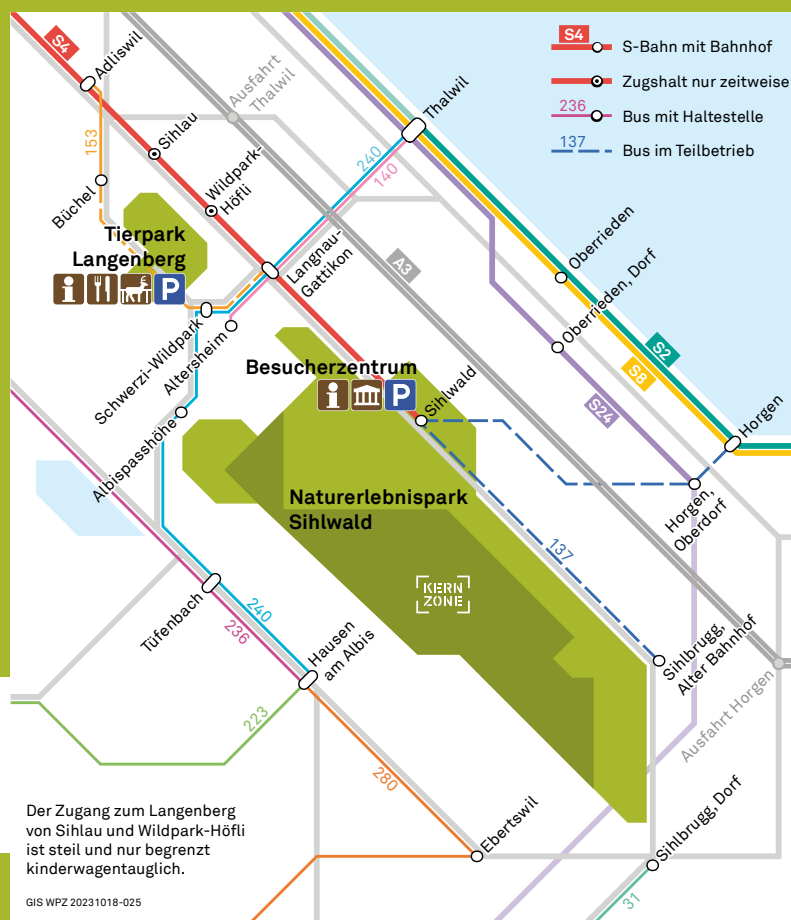 S4
S-Bahn mit Bahnhof
Zugshalt nur zeitweise
236
Bus mit Haltestelle
137
Bus im Teilbetrieb
S4
Adliswil
Ausfahrt
Thalwil
Thalwil
153
Sihlau
240
140
Wildpark-
Höfli
Büchel
Tierpark
Langenberg
P
Langnau-
Gattikon
A3
Oberrieden
Oberrieden, Dorf
Schwerzi-Wildpark
Altersheim
S2
S8
S24
Besucherzentrum
P
Sihlwald
Horgen
Albispasshöhe
Naturerlebnispark
Sihlwald
Horgen,
Oberdorf
137
KERN
ZONE
Tüfenbach
240
236
Hausen
am Albis
Sihlbrugg,
Alter Bahnhof
Ausfahrt Horgen
223
280
Ebertswil
Sihlbrugg, Dorf
31
Der Zugang zum Langenberg
von Sihlau und Wildpark-Höfli
ist steil und nur begrenzt
kinderwagentauglich.
GIS WPZ 20231018-025